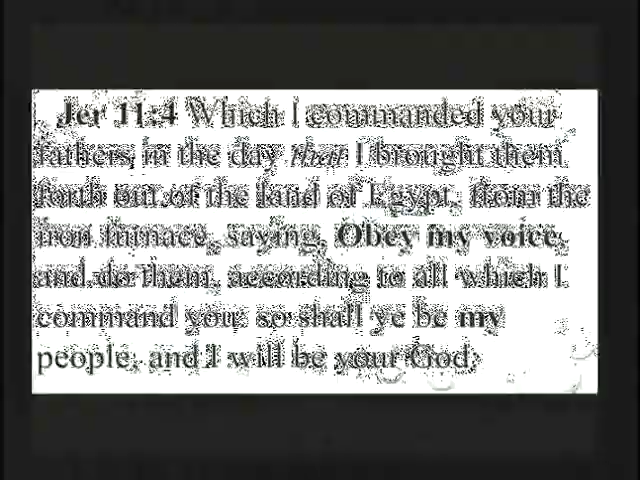 Jer 11:4 Which I commanded your
fathers, in the day that I brought them
forth out of the land of Egypt, from the
iron furnace, saying, Obey my voice,
and do them, according to all which I
command you: so shall ye be my
people, and I will be your God: